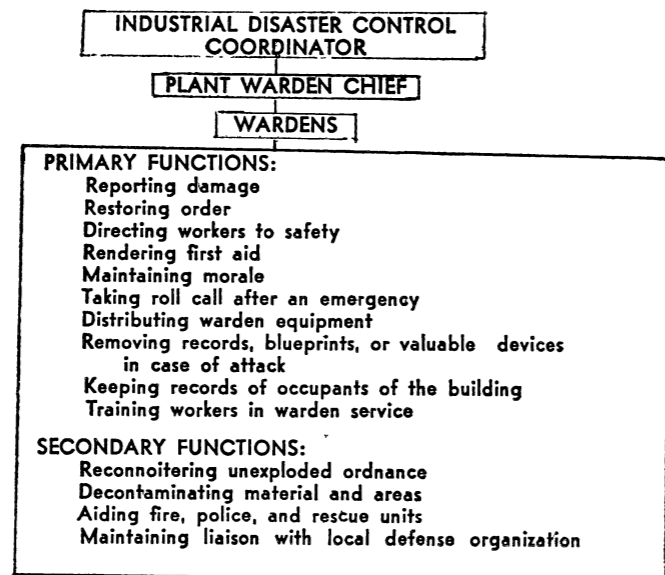 INDUSTRIAL DISASTER CONTROL
COORDINATOR
PLANT WARDEN CHIEF
WARDENS
PRIMARY FUNCTIONS:
Reporting damage
Restoring order
Directing workers to safety
Rendering first aid
Maintaining morale
Taking roll call after an emergency
Distributing warden equipment
Removing records, blueprints, or valuable devices
in case of attack
Keeping records of occupants of the building
Training workers in warden service
SECONDARY FUNCTIONS:
Reconnoitering unexploded ordnance
Decontaminating material and areas
Aiding fire, police, and rescue units
Maintaining liaison with local defense organization